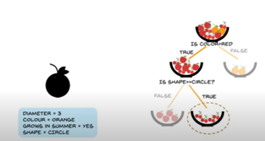 IS COLOR=RED
TRUE
FALSE
IS SHAPE==CIRCLE?
FALSE
TRUE
DIAMETER = 3
COLOUR = ORANGE
GROWS IN SUMMER = YES
SHAPE = CIRCLE